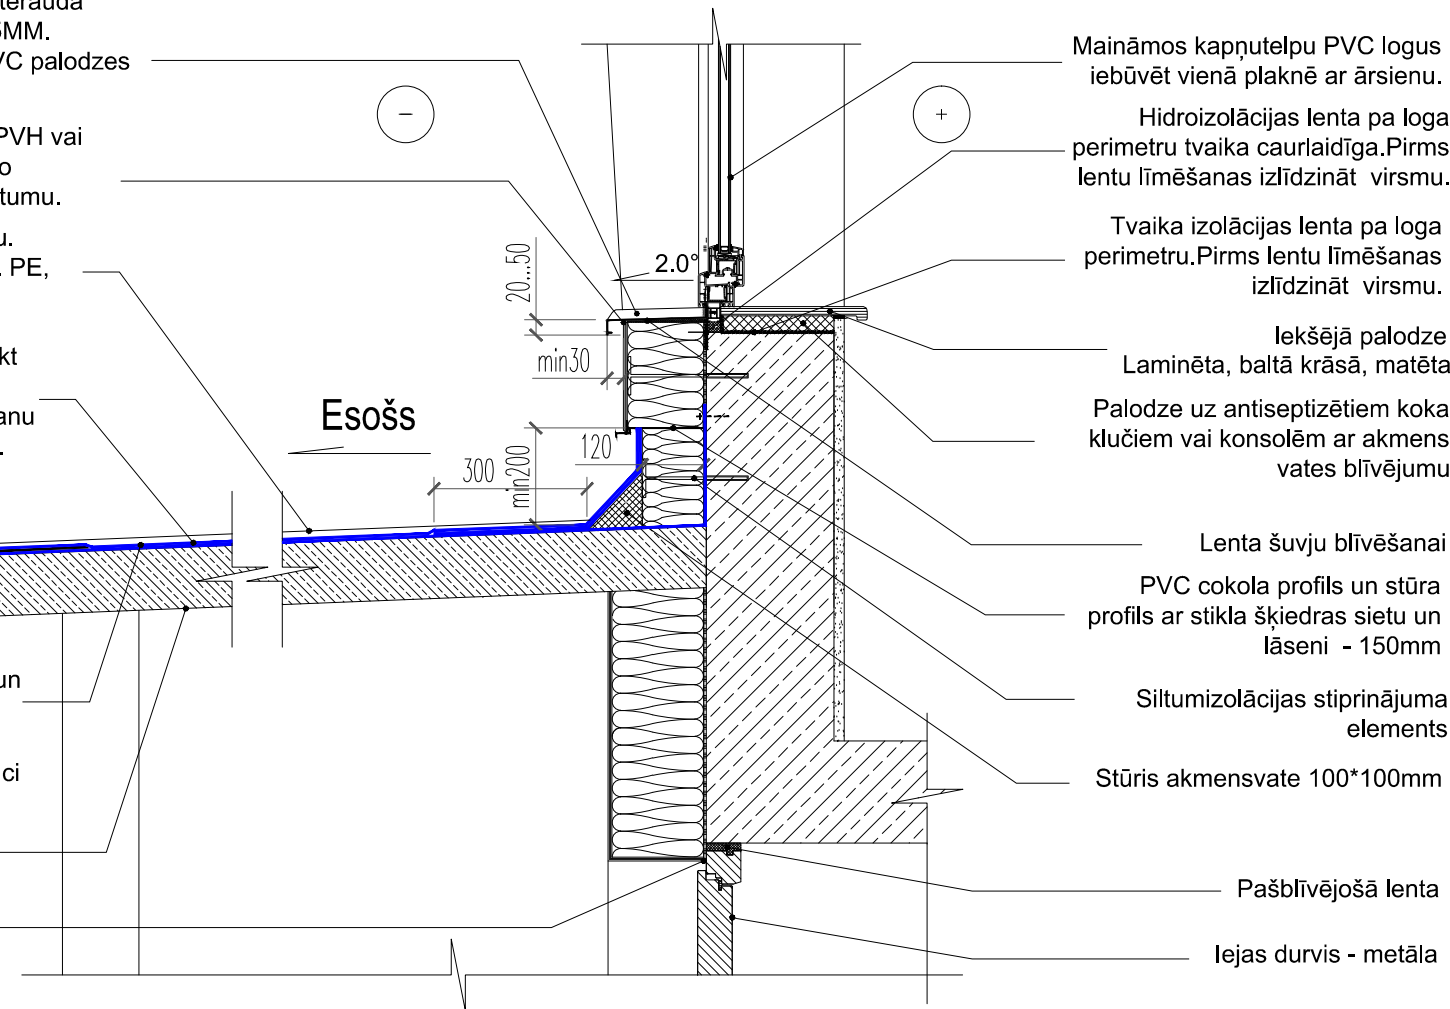 5MM.
VC palodzes
PVH vai
tumu.
u.
PE,
kt
anu
un
ci
−
+
20...50
2.0°
min30
Esošs
300
min200
120
Maināmos kapņutelpu PVC logus
iebūvēt vienā plaknē ar ārsienu.
Hidroizolācijas lenta pa loga
perimetru tvaika caurlaidīga.Pirms
lentu līmēšanas izlīdzināt virsmu.
Tvaika izolācijas lenta pa loga
perimetru.Pirms lentu līmēšanas
izlīdzināt virsmu.
Iekšējā palodze
Laminēta, baltā krāsā, matēta
Palodze uz antiseptizētiem koka
klučiem vai konsolēm ar akmens
vates blīvējumu
Lenta šuvju blīvēšanai
PVC cokola profils un stūra
profils ar stikla šķiedras sietu un
lāseni - 150mm
Siltumizolācijas stiprinājuma
elements
Stūris akmensvate 100*100mm
Pašblīvējošā lenta
Iejas durvis - metāla